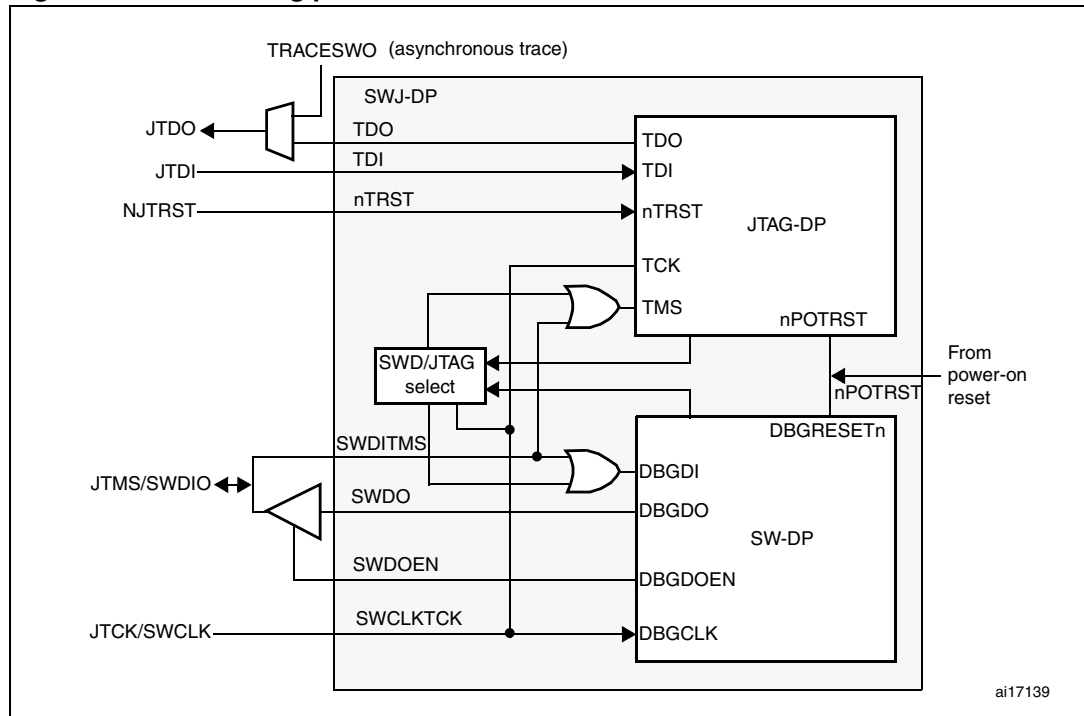 TRACESWO (asynchronous trace)
SWJ-DP
JTDO
TDO
TDO
JTDI
TDI
TDI
NJTRST
nTRST
nTRST
JTAG-DP
TCK
TMS
nPOTRST
SWD/JTAG
select
From
power-on
reset
nPOTRST
DBGRESETn
SWDITMS
DBGDI
JTMS/SWDIO
SWDO
DBGDO
SW-DP
SWDOEN
DBGDOEN
JTCK/SWCLK
SWCLKTCK
DBGCLK
ai17139